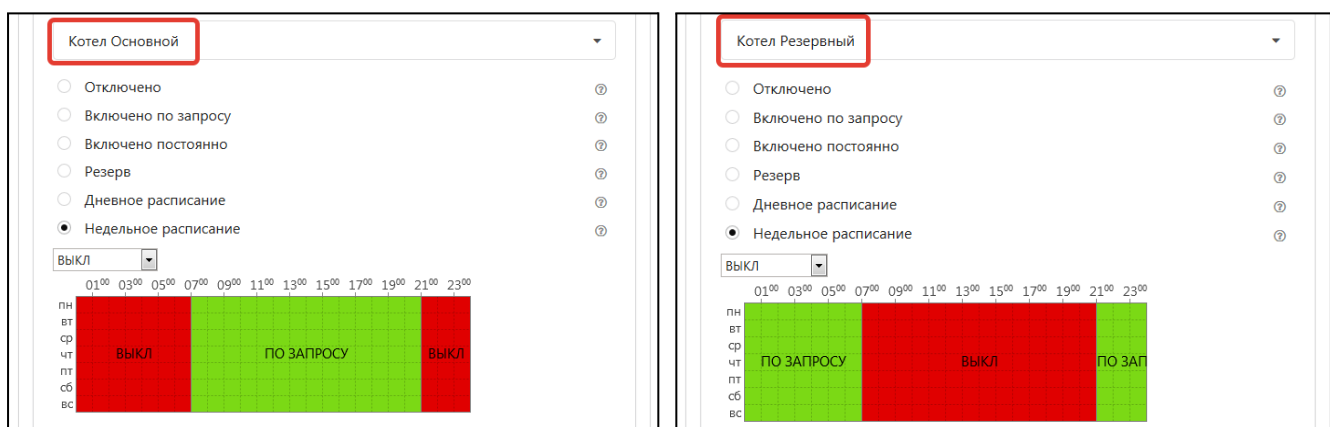 Котел Основной
Отключено
Включено по запросу
Включено постоянно
Резерв
Дневное расписание
Недельное расписание
ВЫКЛ
01⁰⁰ 03⁰⁰ 05⁰⁰ 07⁰⁰ 09⁰⁰ 11⁰⁰ 13⁰⁰ 15⁰⁰ 17⁰⁰ 19⁰⁰ 21⁰⁰ 23⁰⁰
пн
вт
ср
чт ВЫКЛ ПО ЗАПРОСУ ВЫКЛ
пт
сб
вс
Котел Резервный
Отключено
Включено по запросу
Включено постоянно
Резерв
Дневное расписание
Недельное расписание
ВЫКЛ
01⁰⁰ 03⁰⁰ 05⁰⁰ 07⁰⁰ 09⁰⁰ 11⁰⁰ 13⁰⁰ 15⁰⁰ 17⁰⁰ 19⁰⁰ 21⁰⁰ 23⁰⁰
пн
вт
ср
чт ПО ЗАПРОСУ ВЫКЛ ПО ЗАП
пт
сб
вс